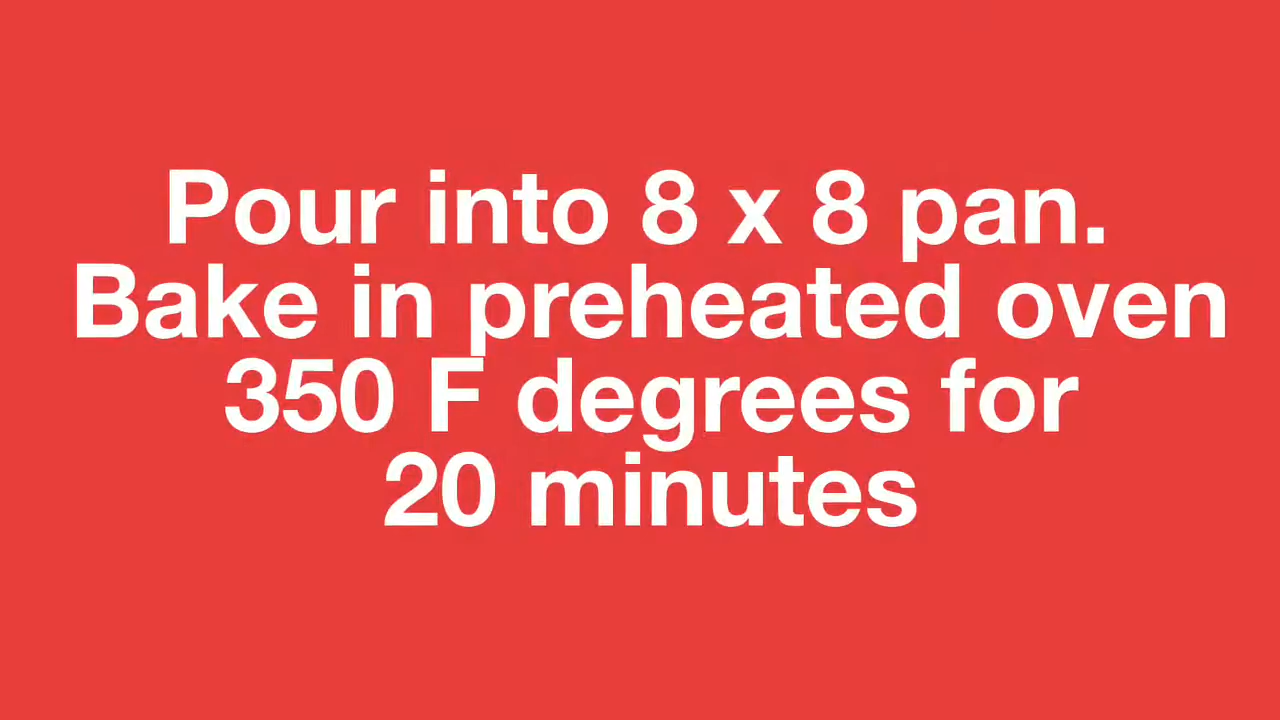 Pour into 8 x 8 pan.
Bake in preheated oven
350 F degrees for
20 minutes